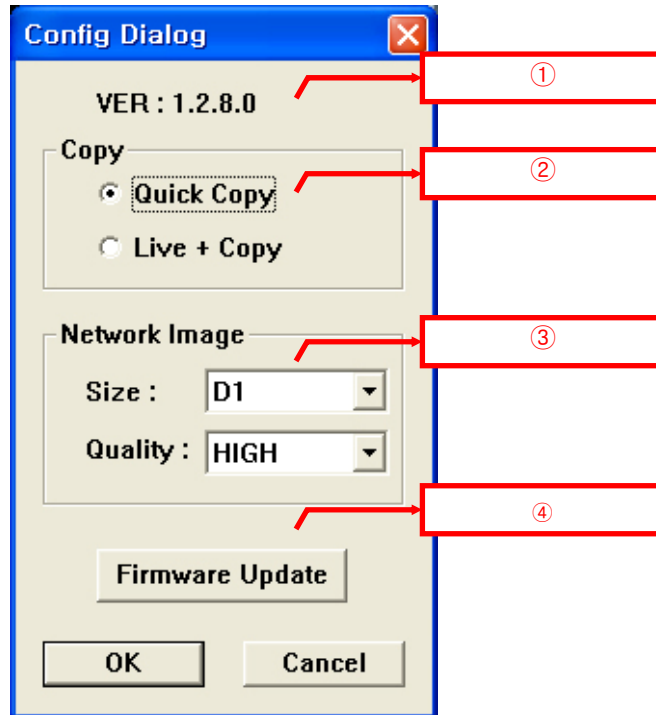 Config Dialog
①
VER : 1.2.8.0
Copy
②
Quick Copy
Live + Copy
Network Image
③
Size : D1
Quality : HIGH
④
Firmware Update
OK Cancel